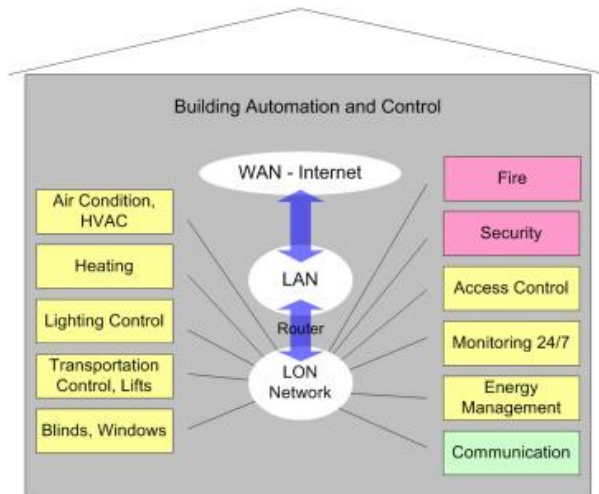 Building Automation and Control
WAN - Internet
Air Condition,
HVAC
Heating
Lighting Control
Transportation
Control, Lifts
Blinds, Windows
LAN
Router
LON
Network
Fire
Security
Access Control
Monitoring 24/7
Energy
Management
Communication